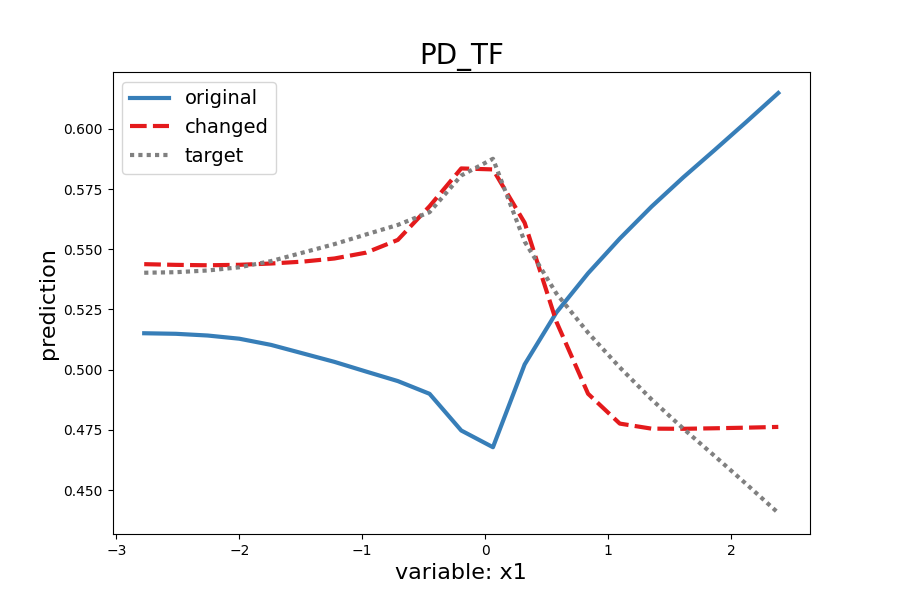 PD_TF
original
changed
target
prediction
0.600
0.575
0.550
0.525
0.500
0.475
0.450
−3 −2 −1 0 1 2
variable: x1